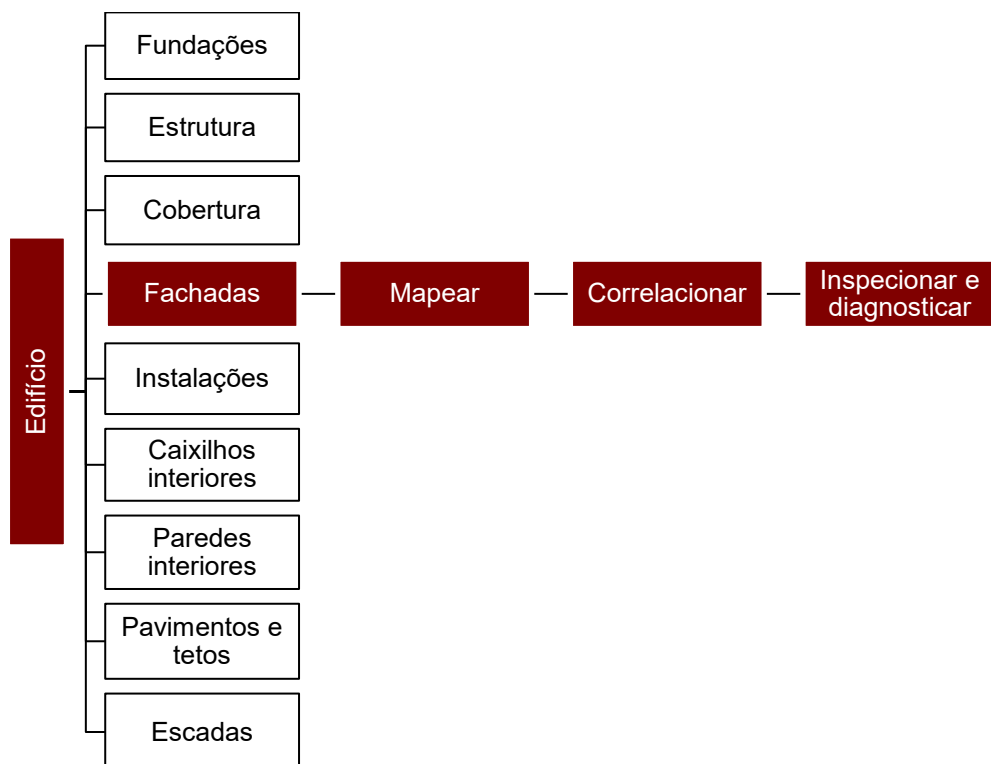 Edifício
Fundações
Estrutura
Cobertura
Fachadas
Mapear
Correlacionar
Inspecionar e
diagnosticar
Instalações
Caixilhos
interiores
Paredes
interiores
Pavimentos e
tetos
Escadas